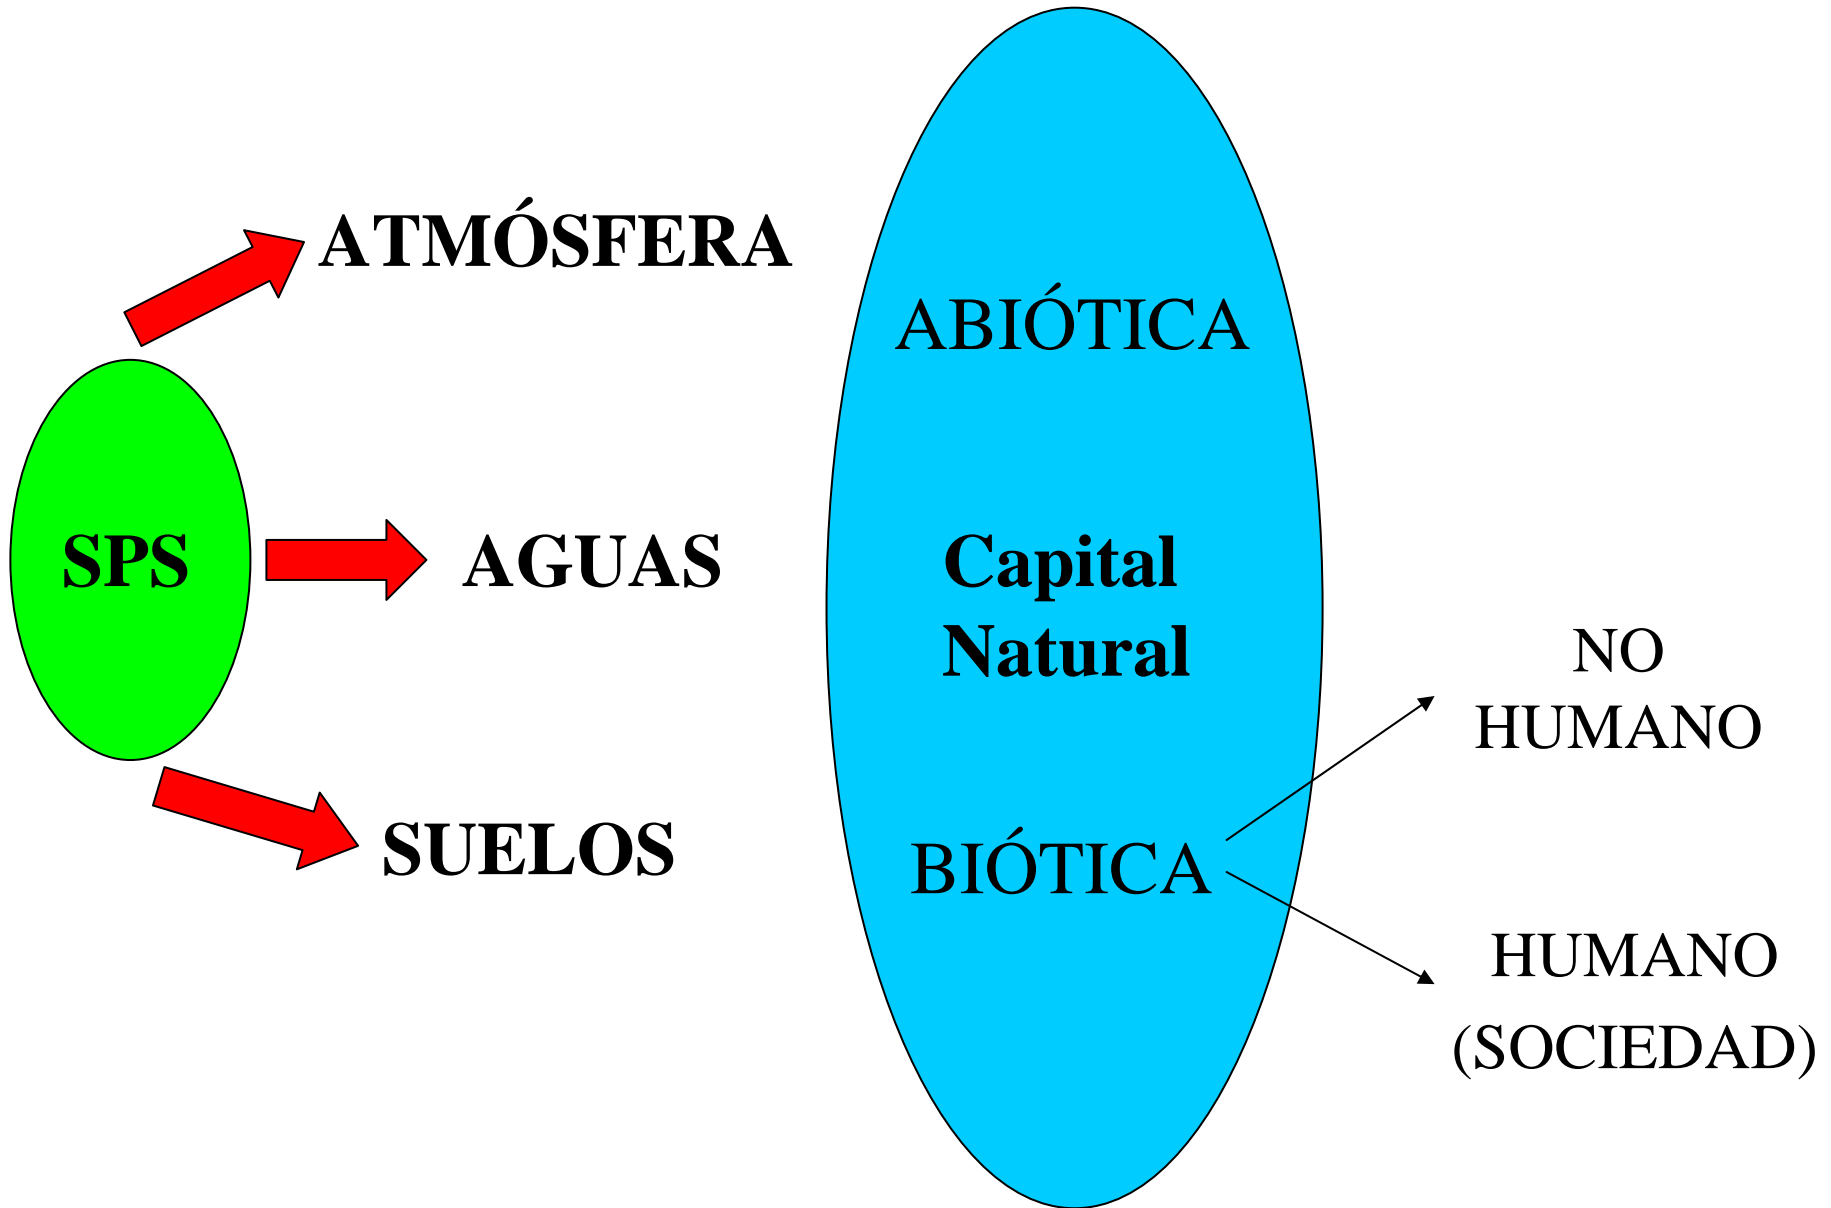 SPS
ATMÓSFERA
AGUAS
SUELOS
ABIÓTICA
Capital
Natural
BIÓTICA
NO
HUMANO
HUMANO
(SOCIEDAD)